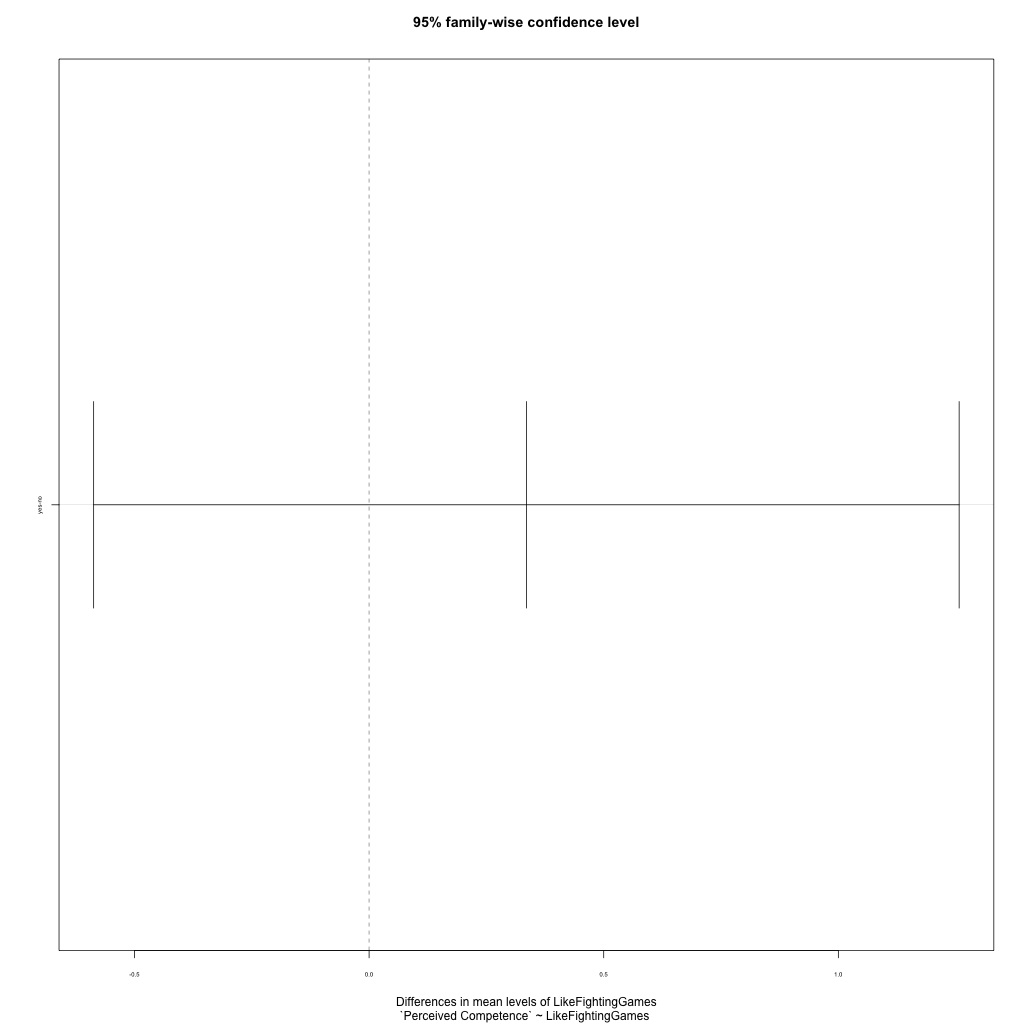 95% family-wise confidence level
yes-no
-0.5 0.0 0.5 1.0
Differences in mean levels of LikeFightingGames
`Perceived Competence` ~ LikeFightingGames